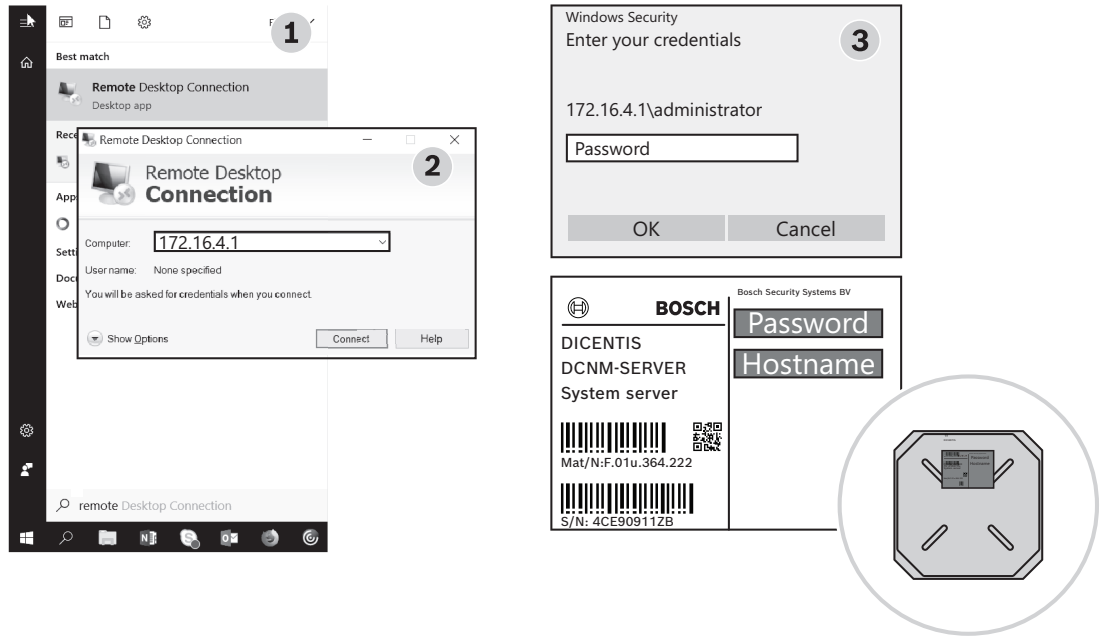 1
Best match
Remote Desktop Connection
Desktop app
Rece
App
Setti
Docu
Web
remote Desktop Connection
Remote Desktop Connection
2
Remote Desktop
Connection
Computer: 172.16.4.1
User name: None specified
You will be asked for credentials when you connect.
Show Options
Connect
Help
Windows Security
Enter your credentials
3
172.16.4.1\administrator
Password
OK
Cancel
BOSCH
DICENTIS
DCNM-SERVER
System server
Mat/N:F.01u.364.222
S/N: 4CE90911ZB
Bosch Security Systems BV
Password
Hostname
Password
Hostname